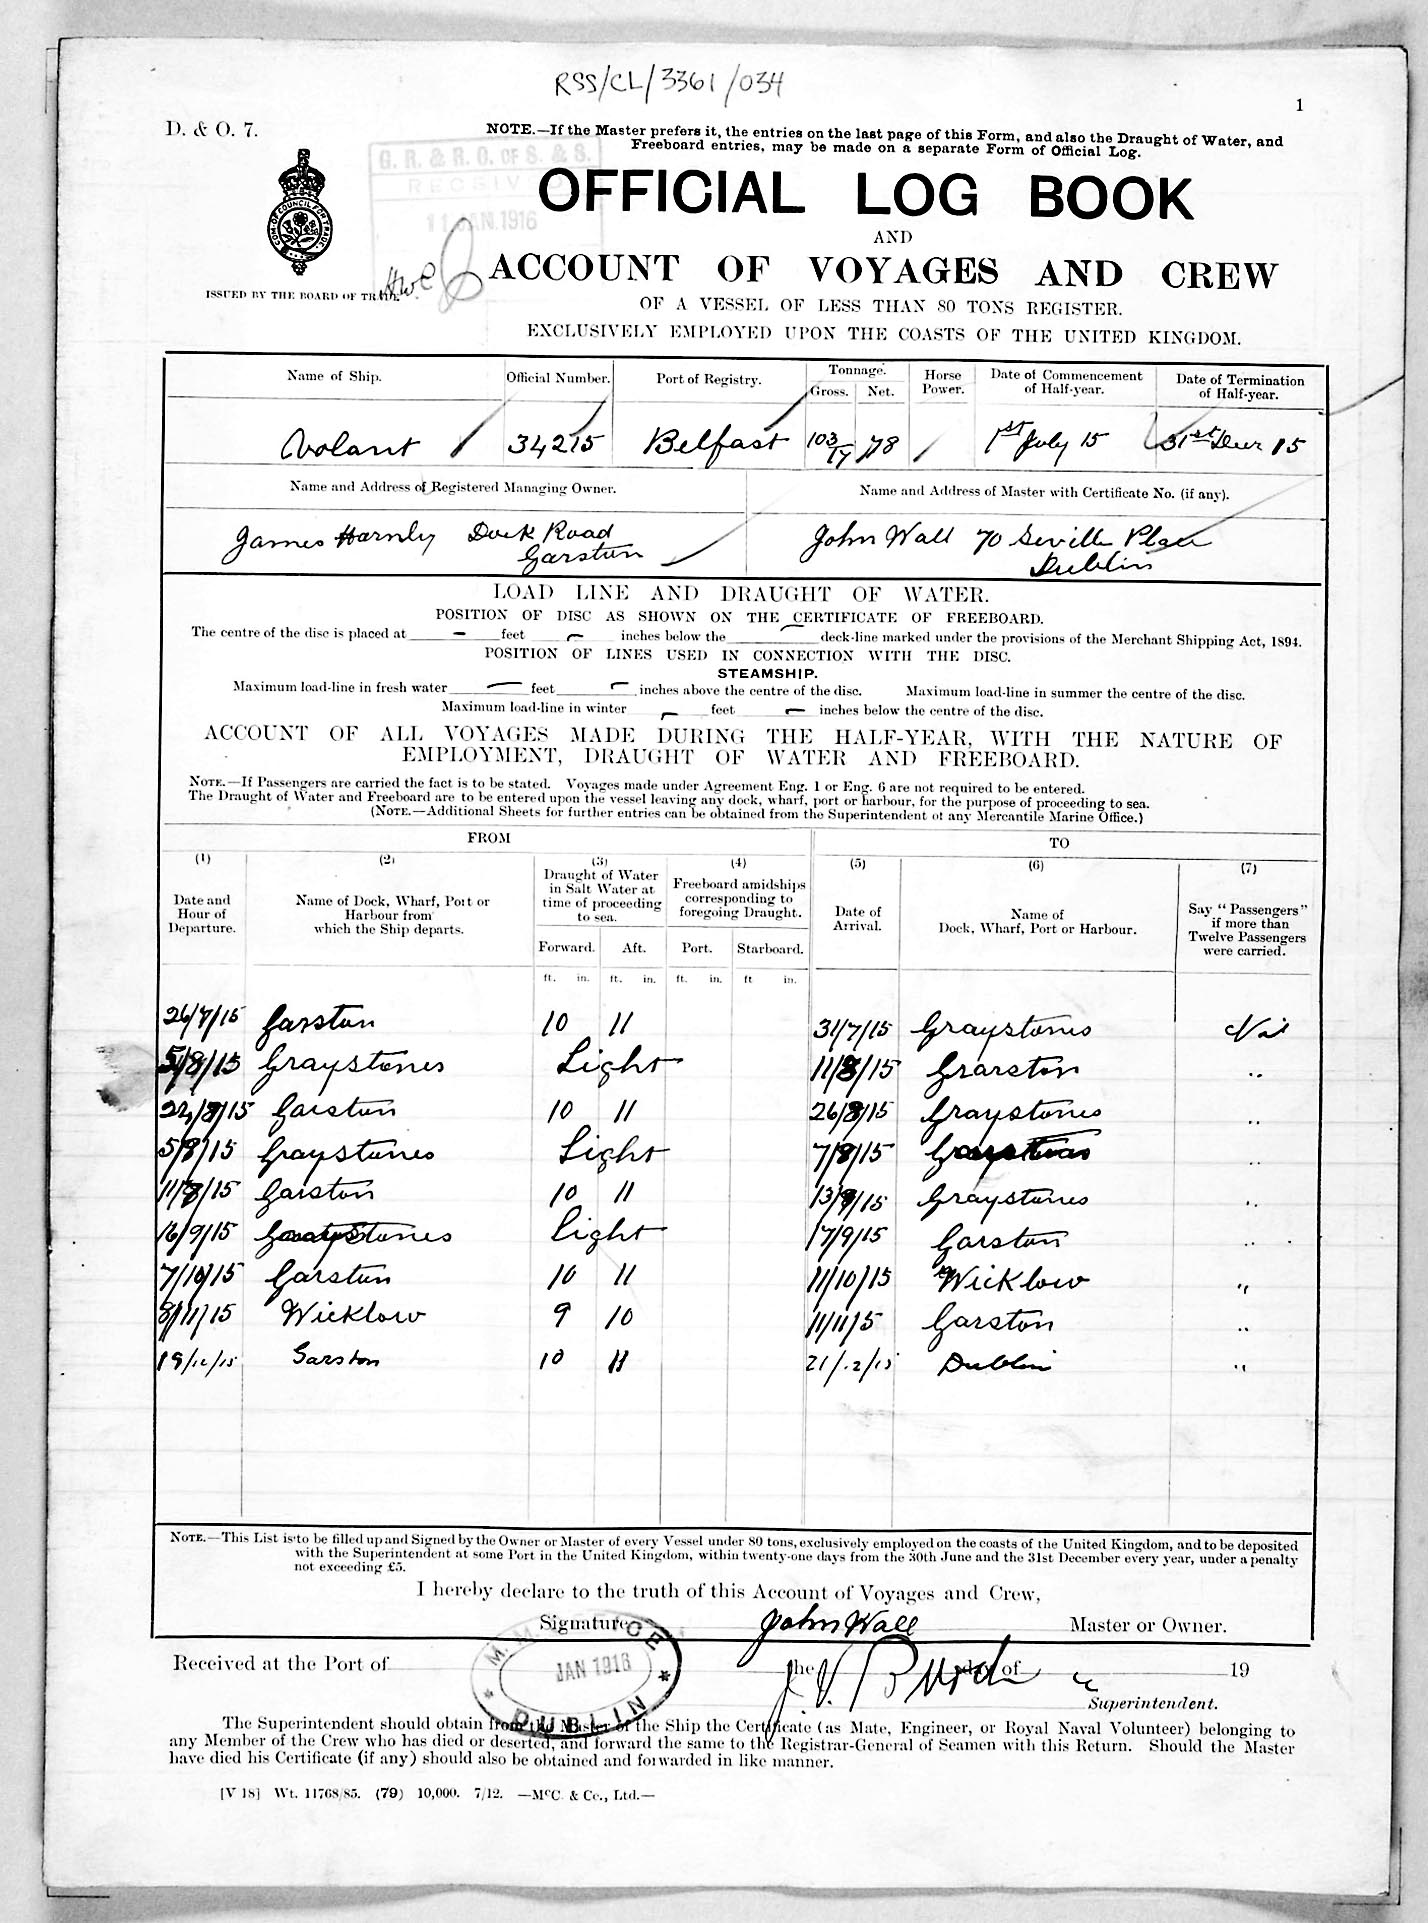 RSS/CL/3361/034
1
D. & O. 7.
NOTE.—If the Master prefers it, the entries on the last page of this Form, and also the Draught of Water, and
Freeboard entries, may be made on a separate Form of Official Log.
G. R. & R. O. OF S. & S.
RECEIVED
11 JAN. 1916
OFFICIAL LOG BOOK
AND
ACCOUNT OF VOYAGES AND CREW
COM. OF COUNCIL FOR TRADE
ISSUED BY THE BOARD OF TRADE
OF A VESSEL OF LESS THAN 80 TONS REGISTER.
EXCLUSIVELY EMPLOYED UPON THE COASTS OF THE UNITED KINGDOM.
Name of Ship. Official Number. Port of Registry. Tonnage. Gross. Net. Horse Power. Date of Commencement of Half-year. Date of Termination of Half-year.
Volant 34215 Belfast 103/17 78 1st July 15 31st Decr 15
Name and Address of Registered Managing Owner. Name and Address of Master with Certificate No. (if any).
James Hornby Dock Road John Wall 70 Seville Place
Garston Dublin
LOAD LINE AND DRAUGHT OF WATER.
POSITION OF DISC AS SHOWN ON THE CERTIFICATE OF FREEBOARD.
The centre of the disc is placed at — feet — inches below the — deck-line marked under the provisions of the Merchant Shipping Act, 1894.
POSITION OF LINES USED IN CONNECTION WITH THE DISC.
STEAMSHIP.
Maximum load-line in fresh water — feet — inches above the centre of the disc. Maximum load-line in summer the centre of the disc.
Maximum load-line in winter — feet — inches below the centre of the disc.
ACCOUNT OF ALL VOYAGES MADE DURING THE HALF-YEAR, WITH THE NATURE OF
EMPLOYMENT, DRAUGHT OF WATER AND FREEBOARD.
NOTE.—If Passengers are carried the fact is to be stated. Voyages made under Agreement Eng. 1 or Eng. 6 are not required to be entered.
The Draught of Water and Freeboard are to be entered upon the vessel leaving any dock, wharf, port or harbour, for the purpose of proceeding to sea.
(NOTE.—Additional Sheets for further entries can be obtained from the Superintendent of any Mercantile Marine Office.)
FROM TO
(1) (2) (3) (4) (5) (6) (7)
Date and Hour of Departure. Name of Dock, Wharf, Port or Harbour from which the Ship departs. Draught of Water in Salt Water at time of proceeding to sea. Freeboard amidships corresponding to foregoing Draught. Date of Arrival. Name of Dock, Wharf, Port or Harbour. Say "Passengers" if more than Twelve Passengers were carried.
Forward. Aft. Port. Starboard.
ft. in. ft. in. ft. in. ft in.
26/7/15 Garston 10 11 31/7/15 Graystones Nil
5/8/15 Graystones Light 11/8/15 Grarston "
/8/15 Garston 10 11 26/8/15 Graystones "
Graystones Light Garston "
Garston 10 11 Graystones "
16/9/15 Graystones Light 17/9/15 Garston "
7/10/15 Garston 10 11 11/10/15 Wicklow "
8/11/15 Wicklow 9 10 11/11/15 Garston "
19/12/15 Garston 10 11 21/12/15 Dublin "
NOTE.—This List is to be filled up and Signed by the Owner or Master of every Vessel under 80 tons, exclusively employed on the coasts of the United Kingdom, and to be deposited
with the Superintendent at some Port in the United Kingdom, within twenty-one days from the 30th June and the 31st December every year, under a penalty
not exceeding £5.
I hereby declare to the truth of this Account of Voyages and Crew,
Signature John Wall Master or Owner.
Received at the Port of the day of 19
M. M. OFFICE
JAN 1916
DUBLIN
Superintendent.
The Superintendent should obtain from the Master of the Ship the Certificate (as Mate, Engineer, or Royal Naval Volunteer) belonging to
any Member of the Crew who has died or deserted, and forward the same to the Registrar-General of Seamen with this Return. Should the Master
have died his Certificate (if any) should also be obtained and forwarded in like manner.
[V 18] Wt. 11768/85. (79) 10,000. 7/12. —McC & Co., Ltd.—